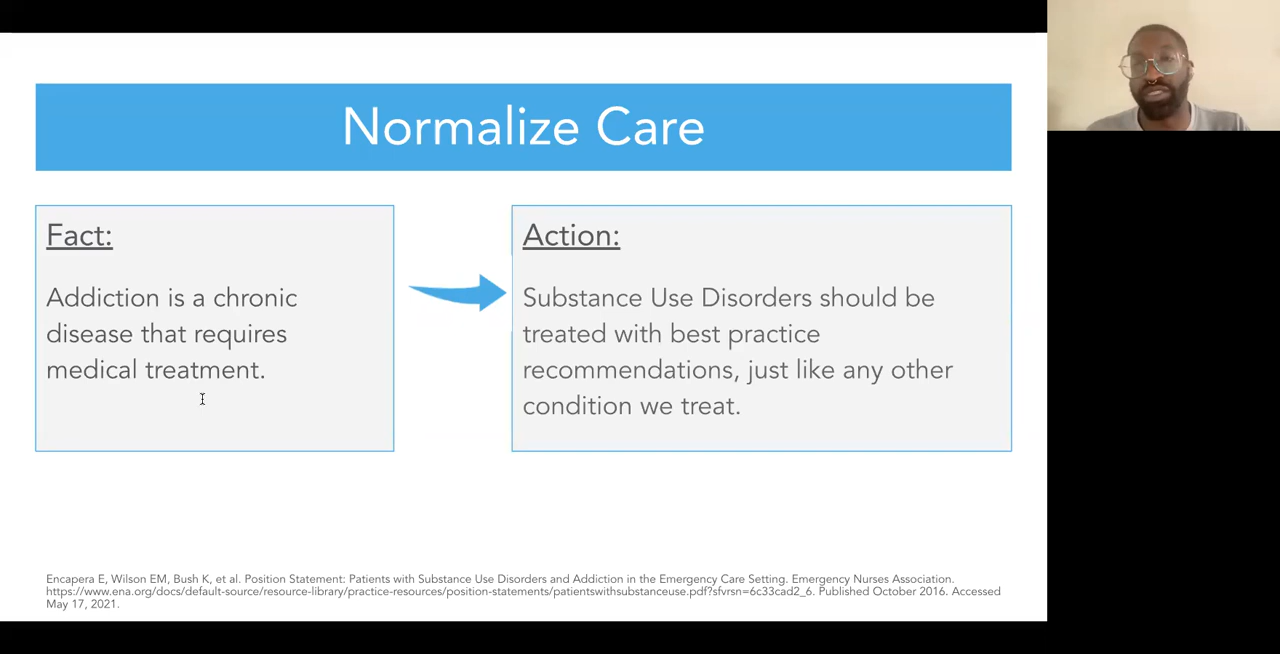 Normalize Care
Fact:
Addiction is a chronic
disease that requires
medical treatment.
Action:
Substance Use Disorders should be
treated with best practice
recommendations, just like any other
condition we treat.
Encapera E, Wilson EM, Bush K, et al. Position Statement: Patients with Substance Use Disorders and Addiction in the Emergency Care Setting. Emergency Nurses Association.
https://www.ena.org/docs/default-source/resource-library/practice-resources/position-statements/patientswithsubstanceuse.pdf?sfvrsn=6c33cad2_6. Published October 2016. Accessed
May 17, 2021.